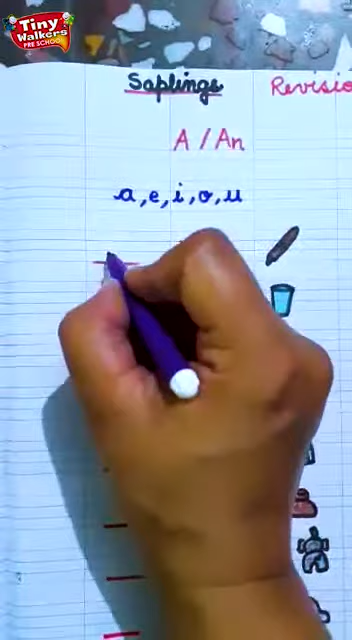 Tiny
Walkers
PRE SCHOOL
Saplings Revisio
A / An
a, e, i, o, u